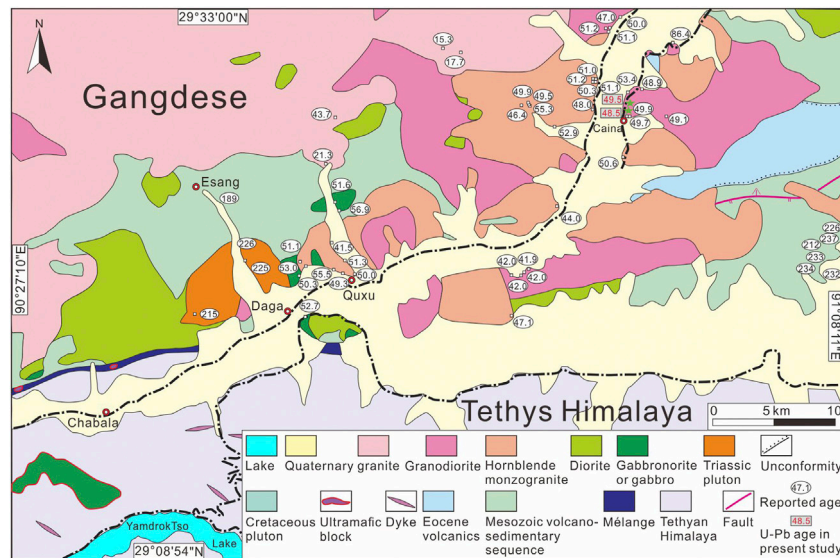 29°33'00"N
N
15.3
17.7
47.0
50.0
51.2
51.1
86.4
Gangdese
51.0
51.2
50.3
48.0
53.4
51.1
48.9
49.5
48.5
49.9
49.7
49.1
49.9
49.5
55.3
46.4
52.9
Caina
50.6
43.7
21.3
Esang
189
51.6
56.9
44.0
226
225
51.1
53.0
41.5
51.3
55.5
50.0
50.3
49.3
Quxu
42.0
41.9
42.0
42.0
226
237
212
233
234
232
215
Daga
52.7
47.1
90°27'10"E
91°08'11"E
Chabala
Tethys Himalaya
0 5 km 10
YamdrokTso
Lake
29°08'54"N
Lake
Quaternary
granite
Granodiorite
Hornblende
monzogranite
Diorite
Gabbronorite
or gabbro
Triassic
pluton
Unconformity
47.1
Reported age
Cretaceous
pluton
Ultramafic
block
Dyke
Eocene
volcanics
Mesozoic volcano-
sedimentary
sequence
Mélange
Tethyan
Himalaya
Fault
48.5
U-Pb age in
present study